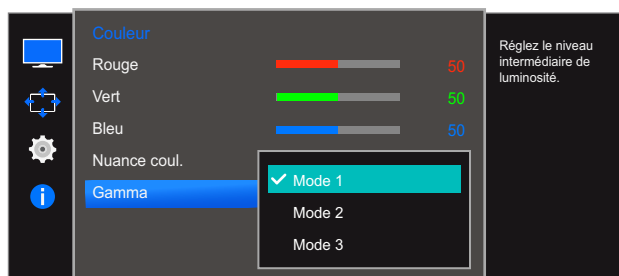 Couleur
Rouge 50
Vert 50
Bleu 50
Nuance coul.
Gamma
Mode 1
Mode 2
Mode 3
Réglez le niveau
intermédiaire de
luminosité.